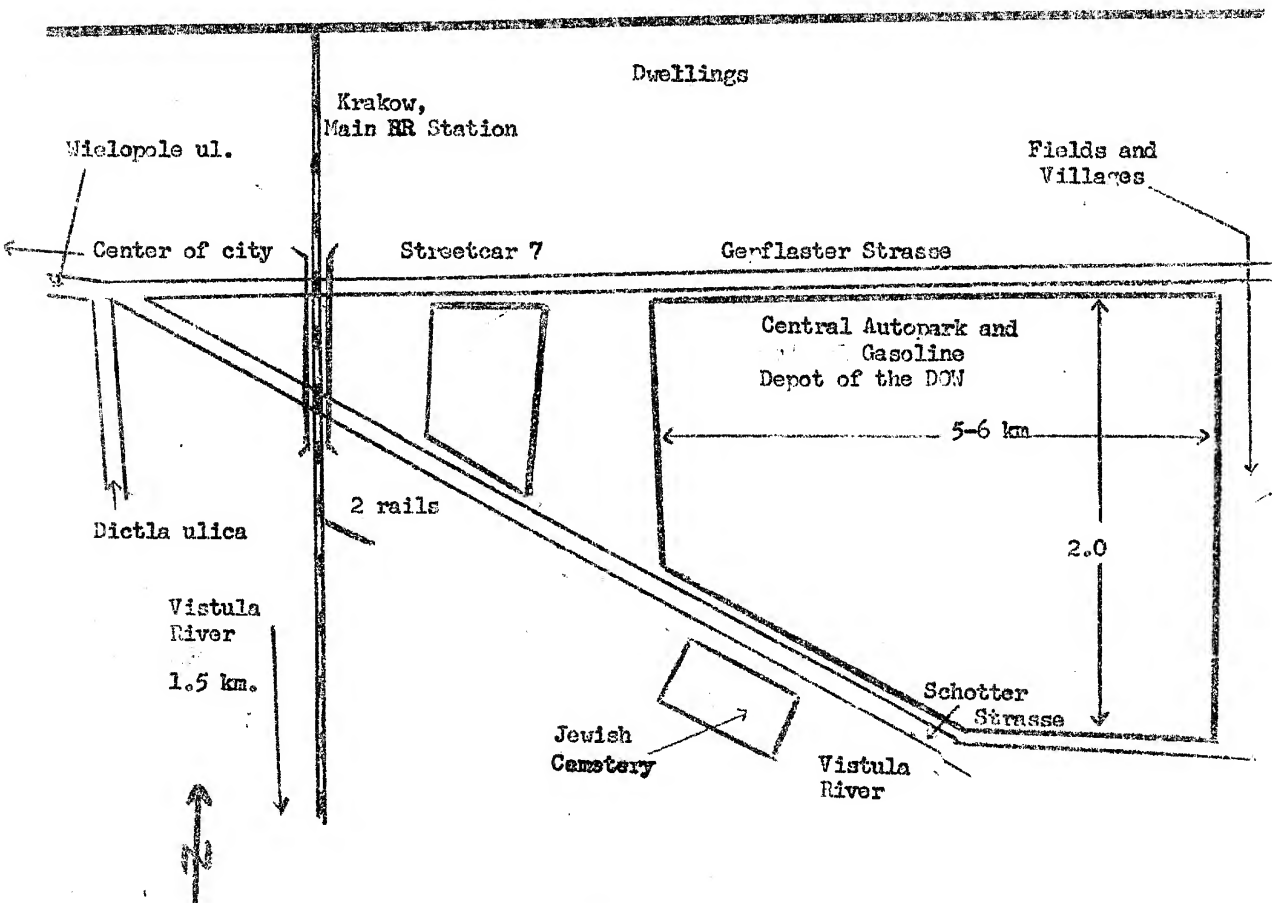 Dwellings
Krakow,
Main RR Station
Wielopole ul.
Fields and
Villages
Center of city
Streetcar 7
Genflaster Strasse
Central Autopark and
Gasoline
Depot of the DOW
5-6 km
2 rails
Dictla ulica
2.0
Vistula
River
1.5 km.
Schotter
Strasse
Jewish
Cemetery
Vistula
River
N